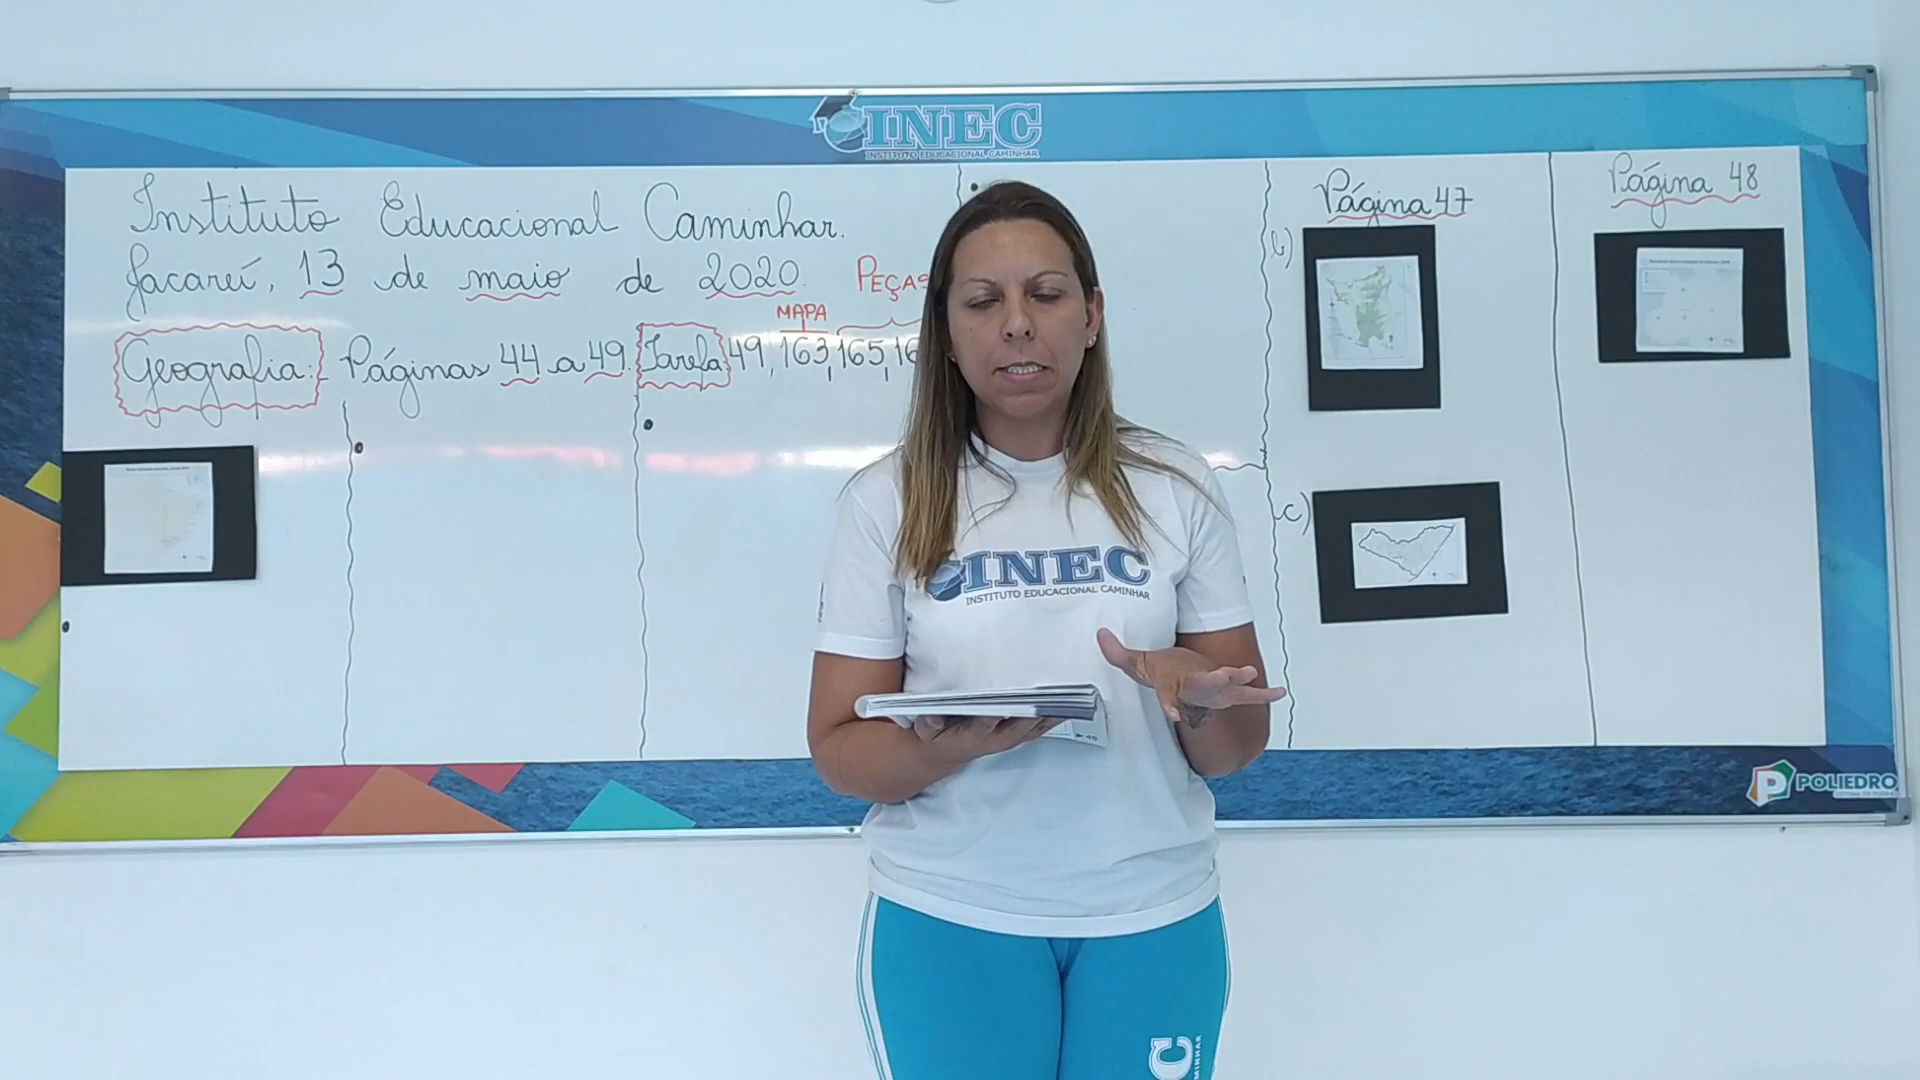 INEC
INSTITUTO EDUCACIONAL CAMINHAR
Instituto Educacional Caminhar.
Jacareí, 13 de maio de 2020.
PEÇAS
MAPA
Geografia: Páginas 44 a 49. Tarefa: 49, 163, 165, 16
Página 47
b)
c)
Página 48
INEC
INSTITUTO EDUCACIONAL CAMINHAR
POLIEDRO
C
MINHAR